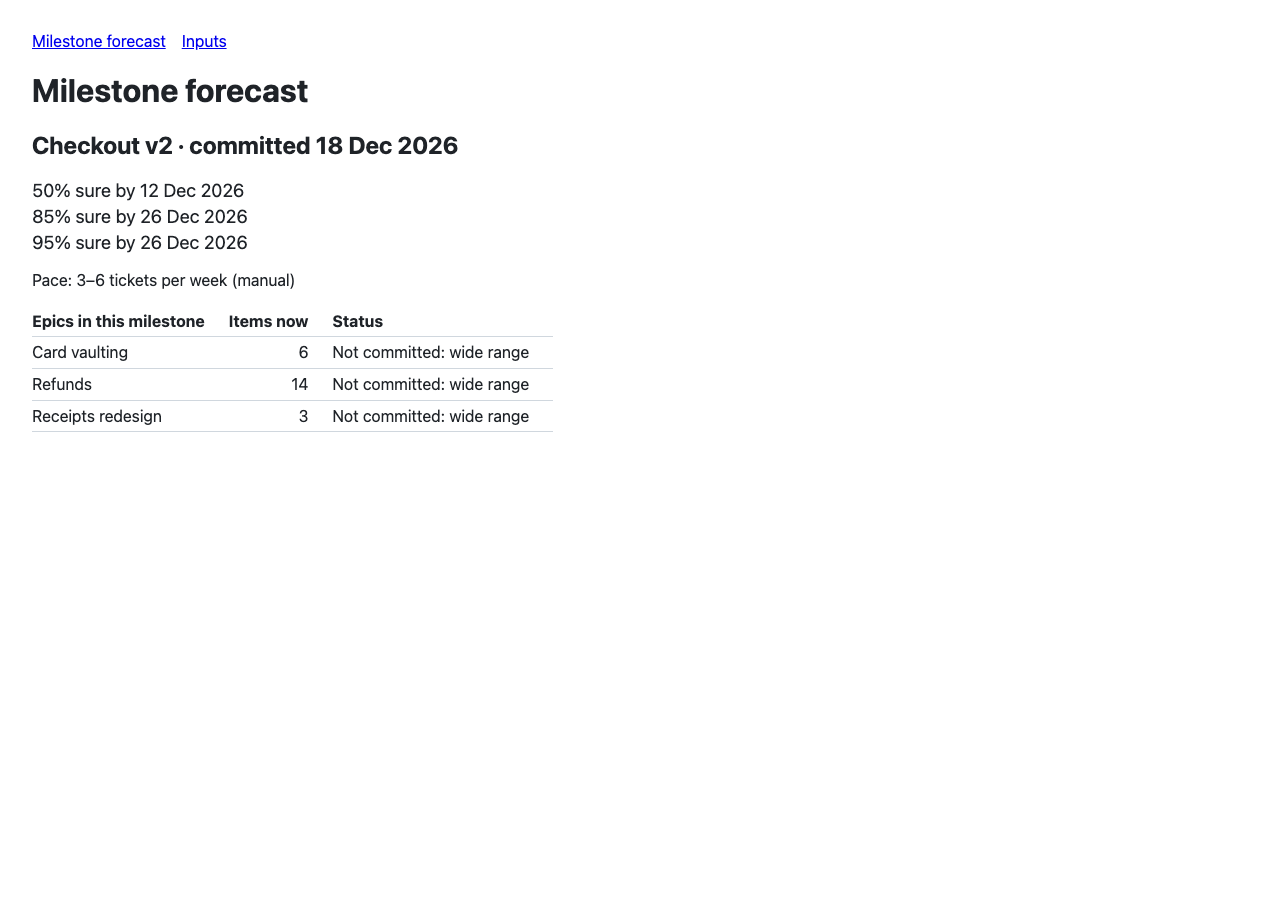 Milestone forecast Inputs
Milestone forecast
Checkout v2 · committed 18 Dec 2026
50% sure by 12 Dec 2026
85% sure by 26 Dec 2026
95% sure by 26 Dec 2026
Pace: 3–6 tickets per week (manual)
Epics in this milestone Items now Status
Card vaulting 6 Not committed: wide range
Refunds 14 Not committed: wide range
Receipts redesign 3 Not committed: wide range